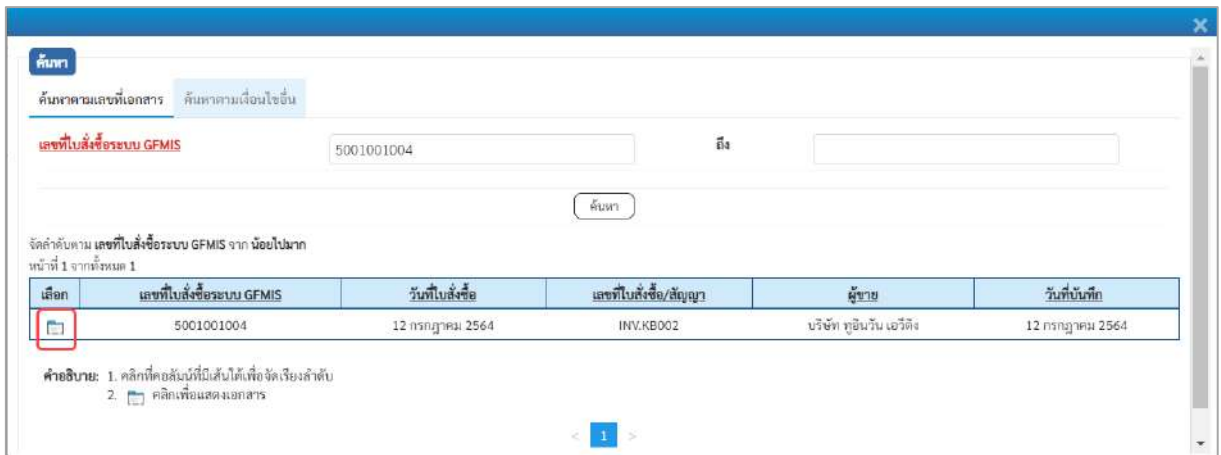 ค้นหา
ค้นหาตามเลขที่เอกสาร ค้นหาตามเงื่อนไขอื่น
เลขที่ใบสั่งซื้อระบบ GFMIS 5001001004 ถึง
ค้นหา
จัดลำดับตาม เลขที่ใบสั่งซื้อระบบ GFMIS จาก น้อยไปมาก
หน้าที่ 1 จากทั้งหมด 1
เลือก เลขที่ใบสั่งซื้อระบบ GFMIS วันที่ใบสั่งซื้อ เลขที่ใบสั่งซื้อ/สัญญา ผู้ขาย วันที่บันทึก
5001001004 12 กรกฎาคม 2564 INV.KB002 บริษัท ทูอินวัน เอวีดิง 12 กรกฎาคม 2564
คำอธิบาย: 1. คลิกที่คอลัมน์ที่มีเส้นใต้เพื่อจัดเรียงลำดับ
2. คลิกเพื่อแสดงเอกสาร
< 1 >